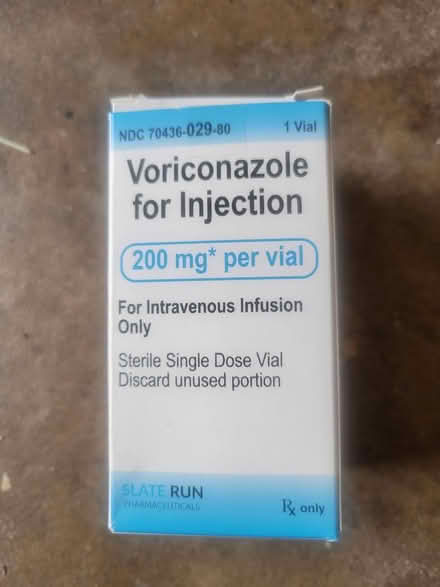 NDC 70436-029-80 1 Vial
Voriconazole
for Injection
200 mg* per vial
For Intravenous Infusion
Only
Sterile Single Dose Vial
Discard unused portion
SLATE RUN
PHARMACEUTICALS
Rx only